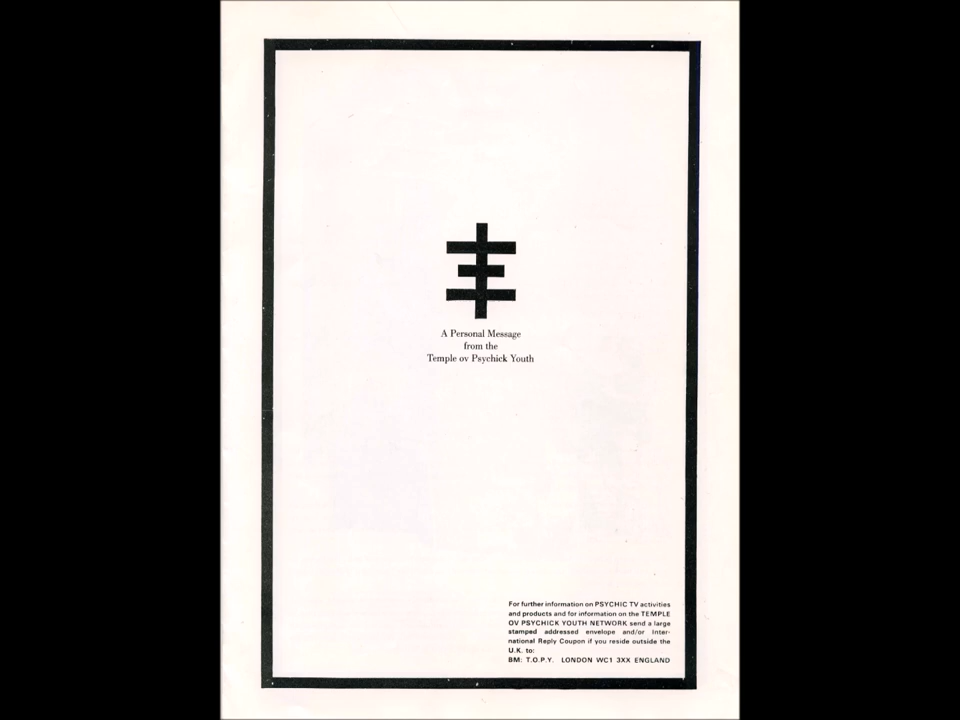 A Personal Message
from the
Temple ov Psychick Youth
For further information on PSYCHIC TV activities
and products and for information on the TEMPLE
OV PSYCHICK YOUTH NETWORK send a large
stamped addressed envelope and/or Inter-
national Reply Coupon if you reside outside the
U.K. to:
BM: T.O.P.Y. LONDON WC1 3XX ENGLAND